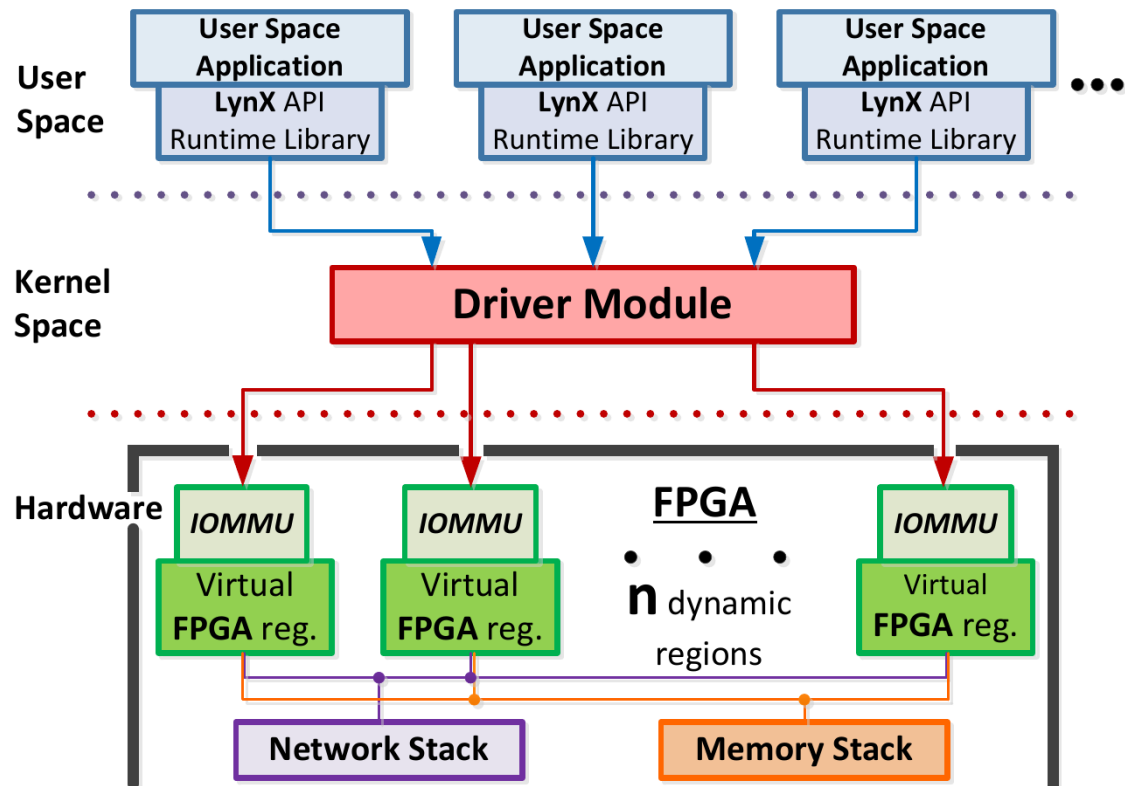 User Space
Application
LynX API
Runtime Library
User Space
Application
LynX API
Runtime Library
User Space
Application
LynX API
Runtime Library
User
Space
Kernel
Space
Driver Module
Hardware
IOMMU
Virtual
FPGA reg.
IOMMU
Virtual
FPGA reg.
FPGA
n dynamic
regions
IOMMU
Virtual
FPGA reg.
Network Stack
Memory Stack